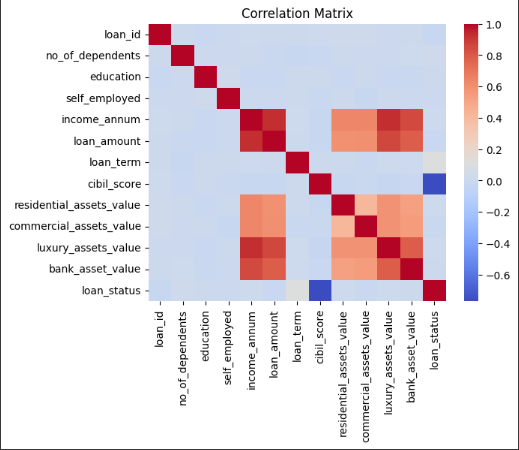 Correlation Matrix
loan_id
no_of_dependents
education
self_employed
income_annum
loan_amount
loan_term
cibil_score
residential_assets_value
commercial_assets_value
luxury_assets_value
bank_asset_value
loan_status
1.0
0.8
0.6
0.4
0.2
0.0
−0.2
−0.4
−0.6
loan_id
no_of_dependents
education
self_employed
income_annum
loan_amount
loan_term
cibil_score
residential_assets_value
commercial_assets_value
luxury_assets_value
bank_asset_value
loan_status